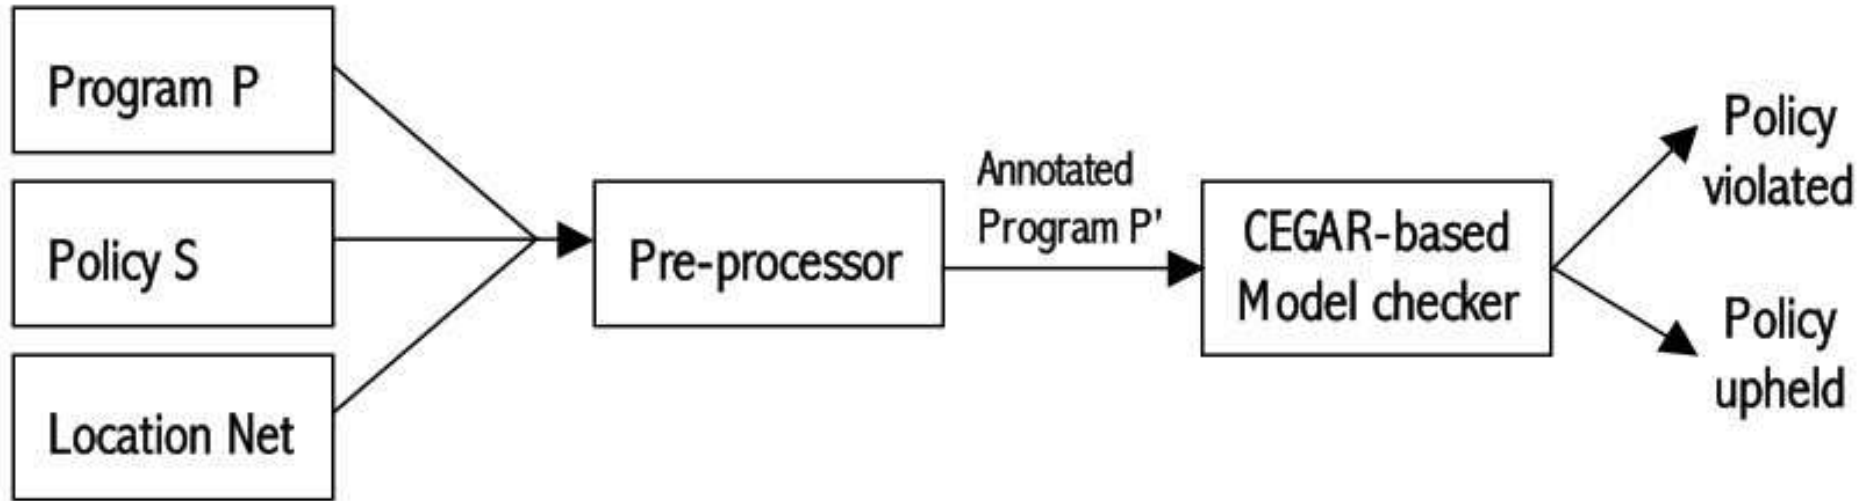 Program P
Policy S
Location Net
Pre-processor
Annotated
Program P'
CEGAR-based
Model checker
Policy
violated
Policy
upheld